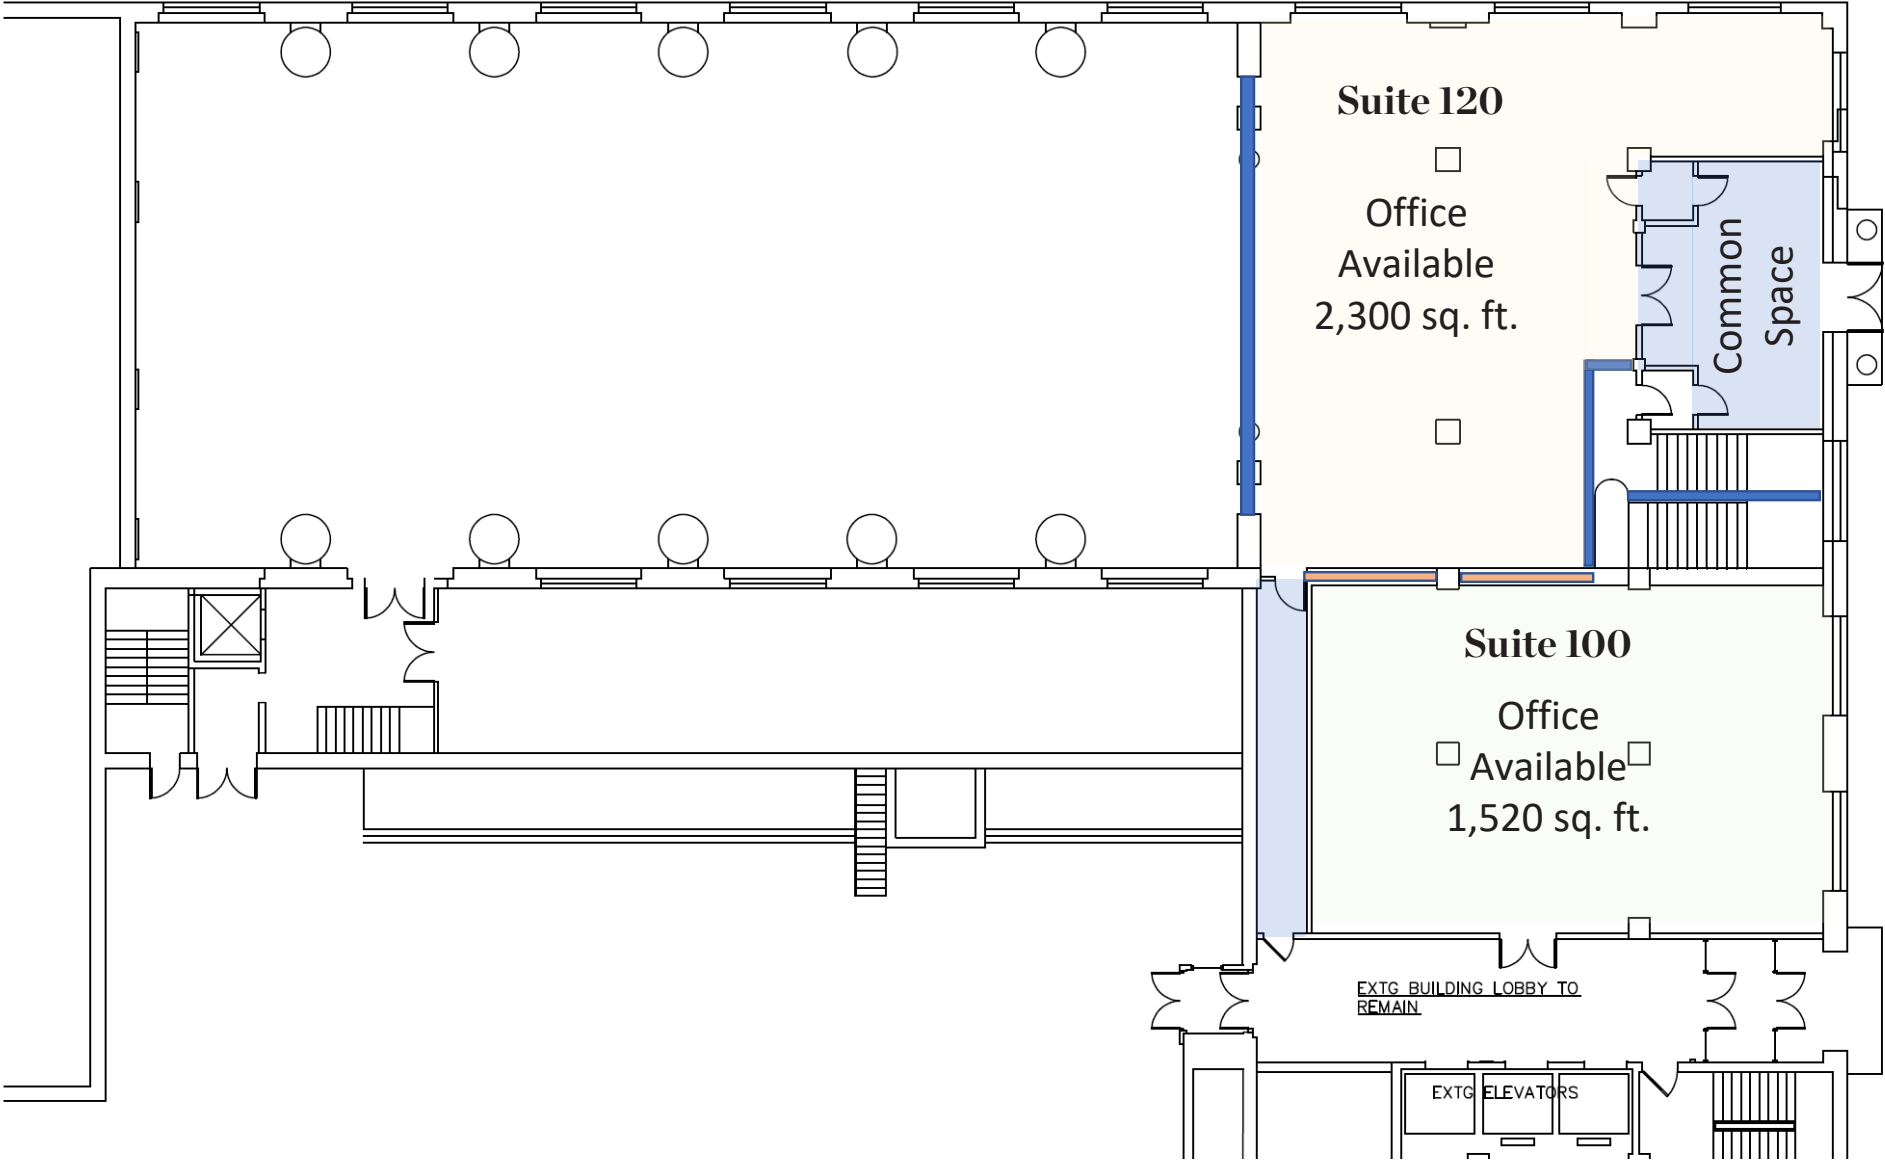 Suite 120
Office
Available
2,300 sq. ft.
Common
Space
Suite 100
Office
Available
1,520 sq. ft.
EXTG BUILDING LOBBY TO
REMAIN
EXTG ELEVATORS